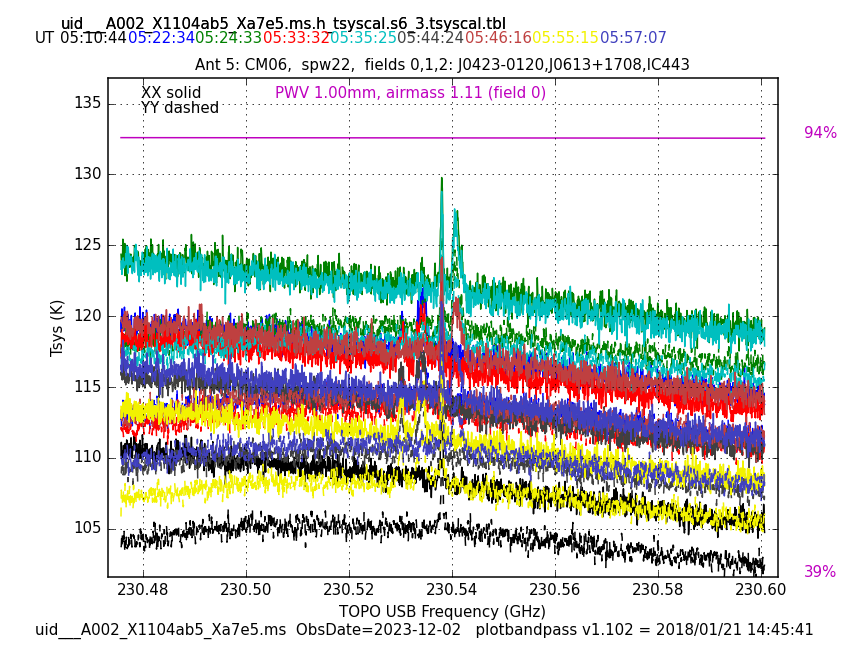 uid___A002_X1104ab5_Xa7e5.ms.h_tsyscal.s6_3.tsyscal.tbl
UT 05:10:44 05:22:34 05:24:33 05:33:32 05:35:25 05:44:24 05:46:16 05:55:15 05:57:07
Ant 5: CM06, spw22, fields 0,1,2: J0423-0120,J0613+1708,IC443
XX solid
YY dashed
PWV 1.00mm, airmass 1.11 (field 0)
135
130
125
120
115
110
105
Tsys (K)
94%
39%
230.48 230.50 230.52 230.54 230.56 230.58 230.60
TOPO USB Frequency (GHz)
uid___A002_X1104ab5_Xa7e5.ms ObsDate=2023-12-02 plotbandpass v1.102 = 2018/01/21 14:45:41